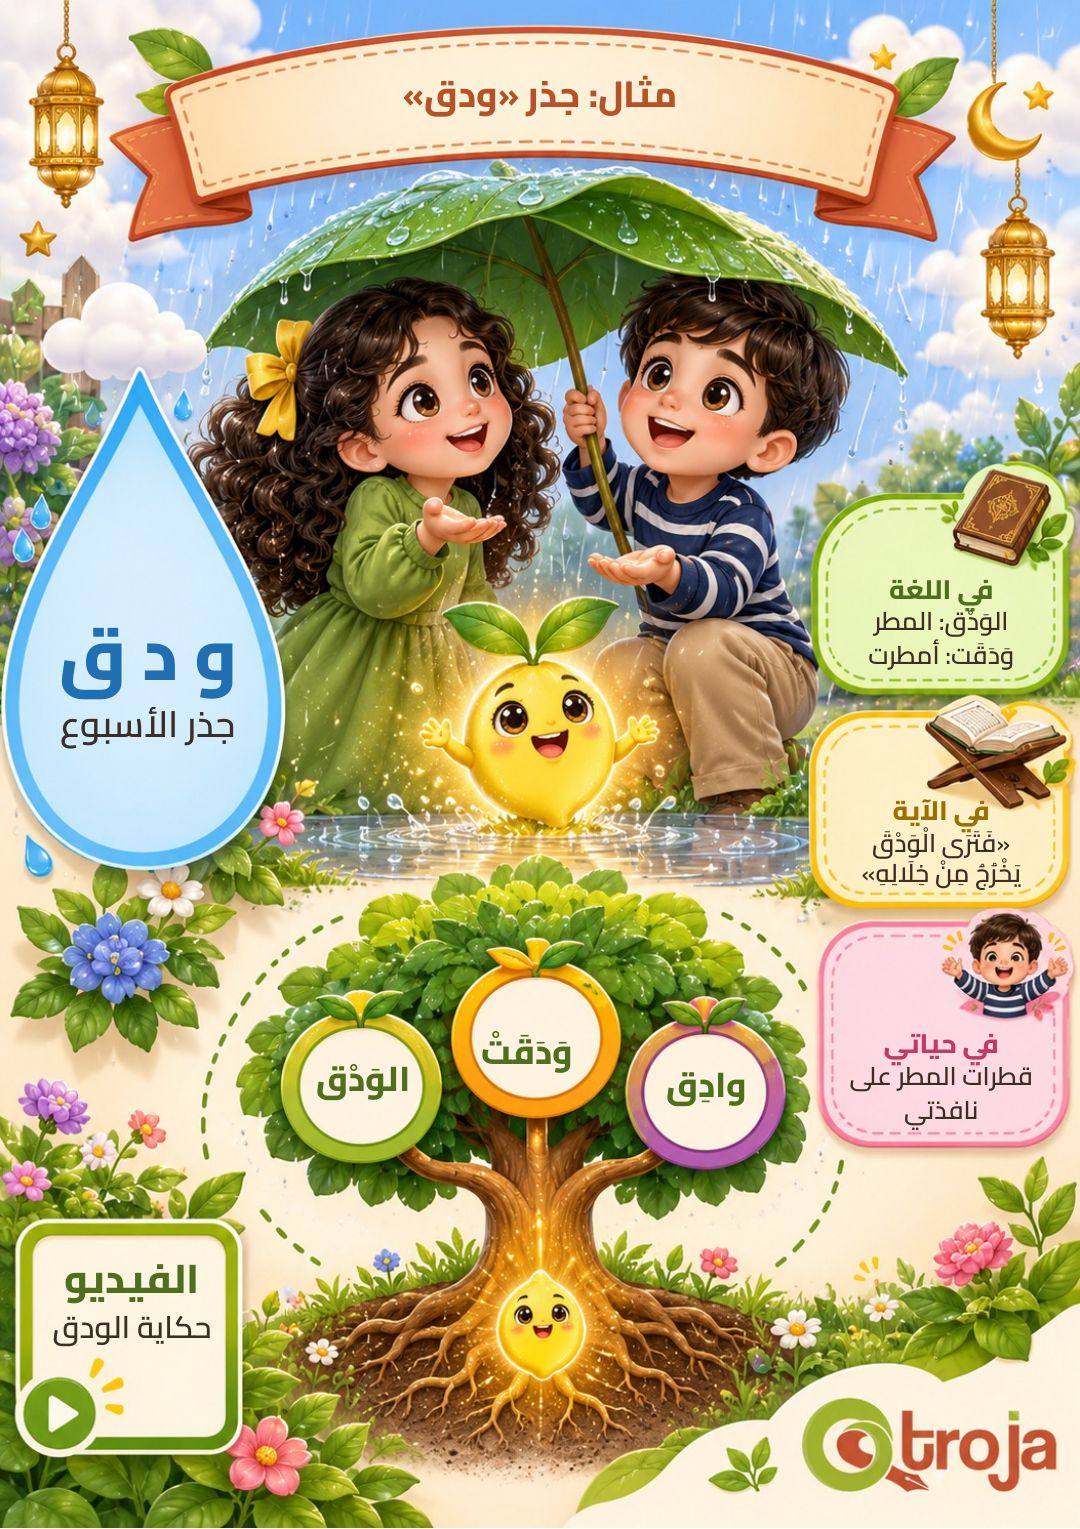 مثال: جذر «ودق»
و د ق
جذر الأسبوع
في اللغة
الوَدْق: المطر
وَدَقَت: أمطرت
في الآية
«فَتَرَى الْوَدْقَ
يَخْرُجُ مِنْ خِلَالِهِ»
في حياتي
قطرات المطر على
نافذتي
وادِق
وَدَقَتْ
الوَدْق
الفيديو
حكاية الودق
Otroja